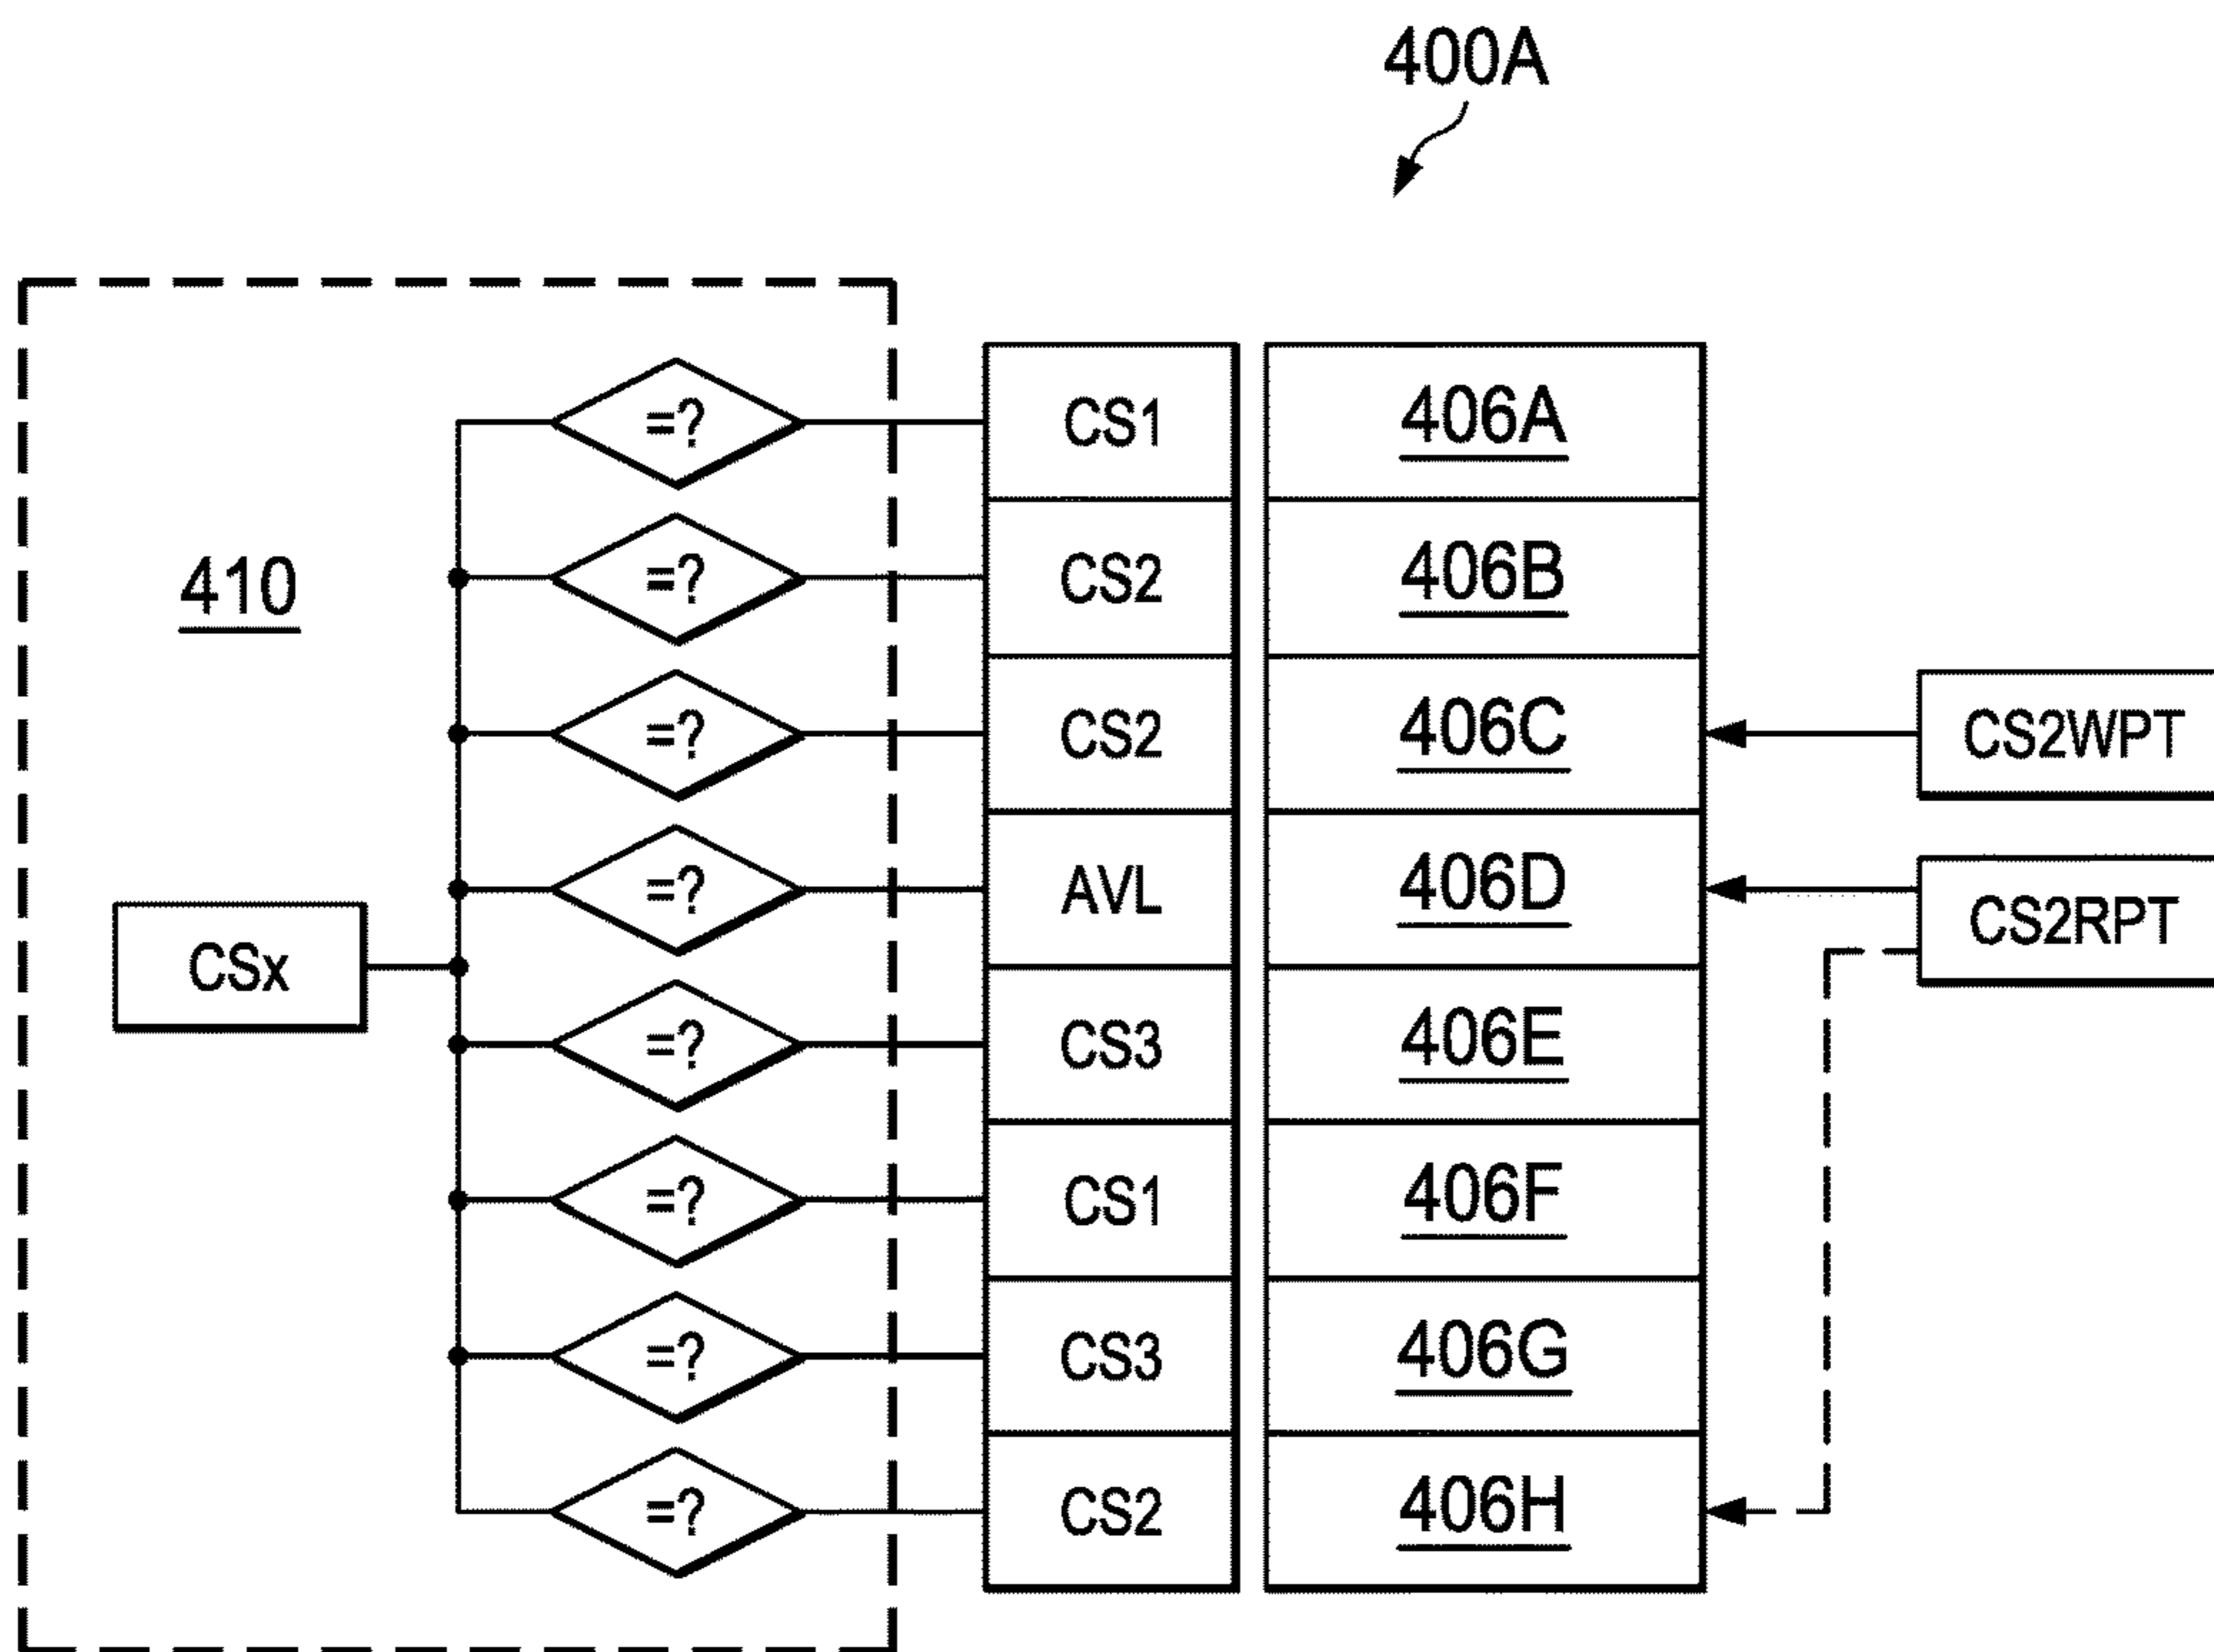 400A
=? CS1 406A
410 =? CS2 406B
=? CS2 406C CS2WPT
=? AVL 406D CS2RPT
CSx
=? CS3 406E
=? CS1 406F
=? CS3 406G
=? CS2 406H